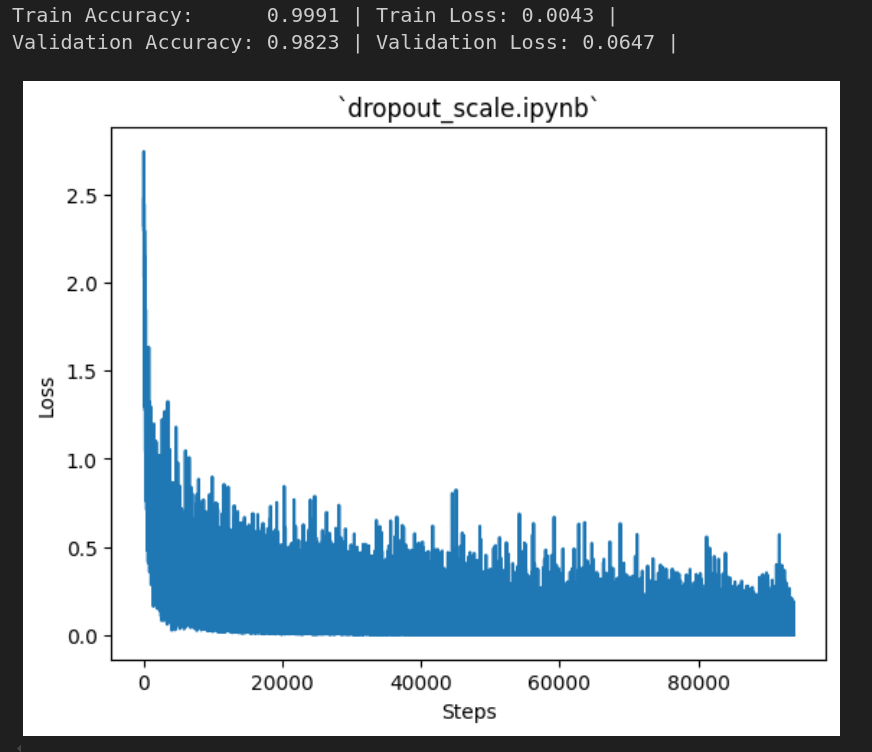 Train Accuracy:      0.9991 | Train Loss: 0.0043 |
Validation Accuracy: 0.9823 | Validation Loss: 0.0647 |
`dropout_scale.ipynb`
2.5
2.0
1.5
1.0
0.5
0.0
Loss
0 20000 40000 60000 80000
Steps